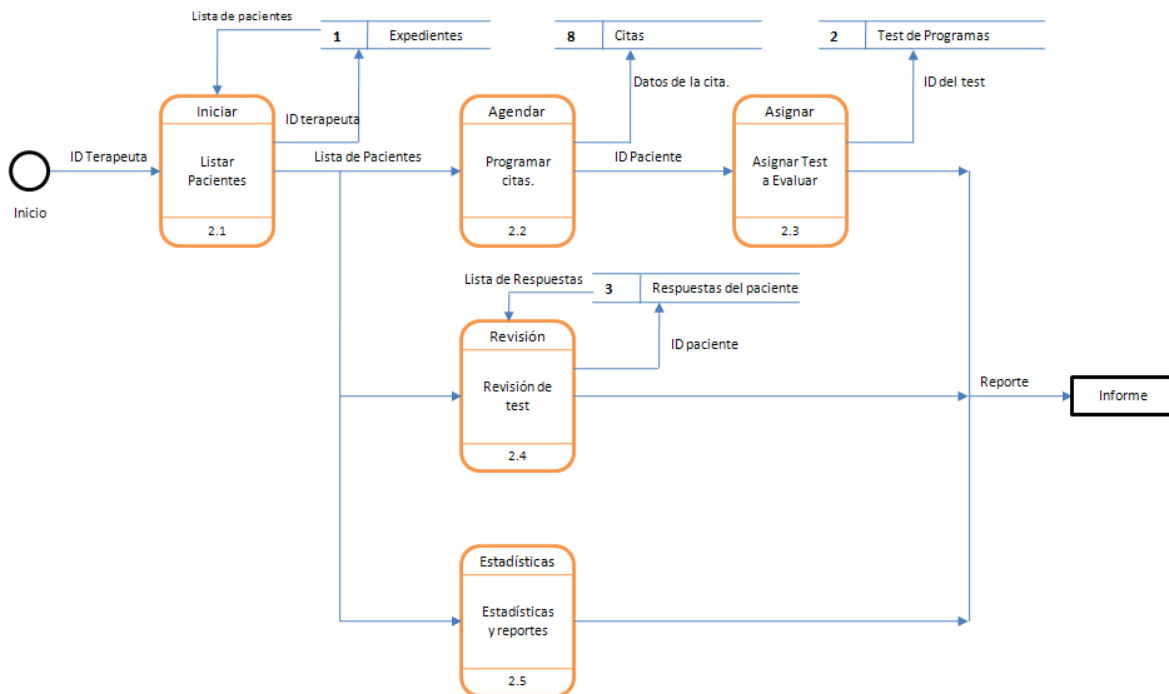 Lista de pacientes
1 Expedientes
8 Citas
2 Test de Programas
Datos de la cita.
ID del test
Iniciar
Agendar
Asignar
ID terapeuta
ID Terapeuta
Listar
Pacientes
Lista de Pacientes
Programar
citas.
ID Paciente
Asignar Test
a Evaluar
Inicio
2.1
2.2
2.3
Lista de Respuestas
3 Respuestas del paciente
Revisión
ID paciente
Revisión de
test
Reporte
Informe
2.4
Estadísticas
Estadísticas
y reportes
2.5